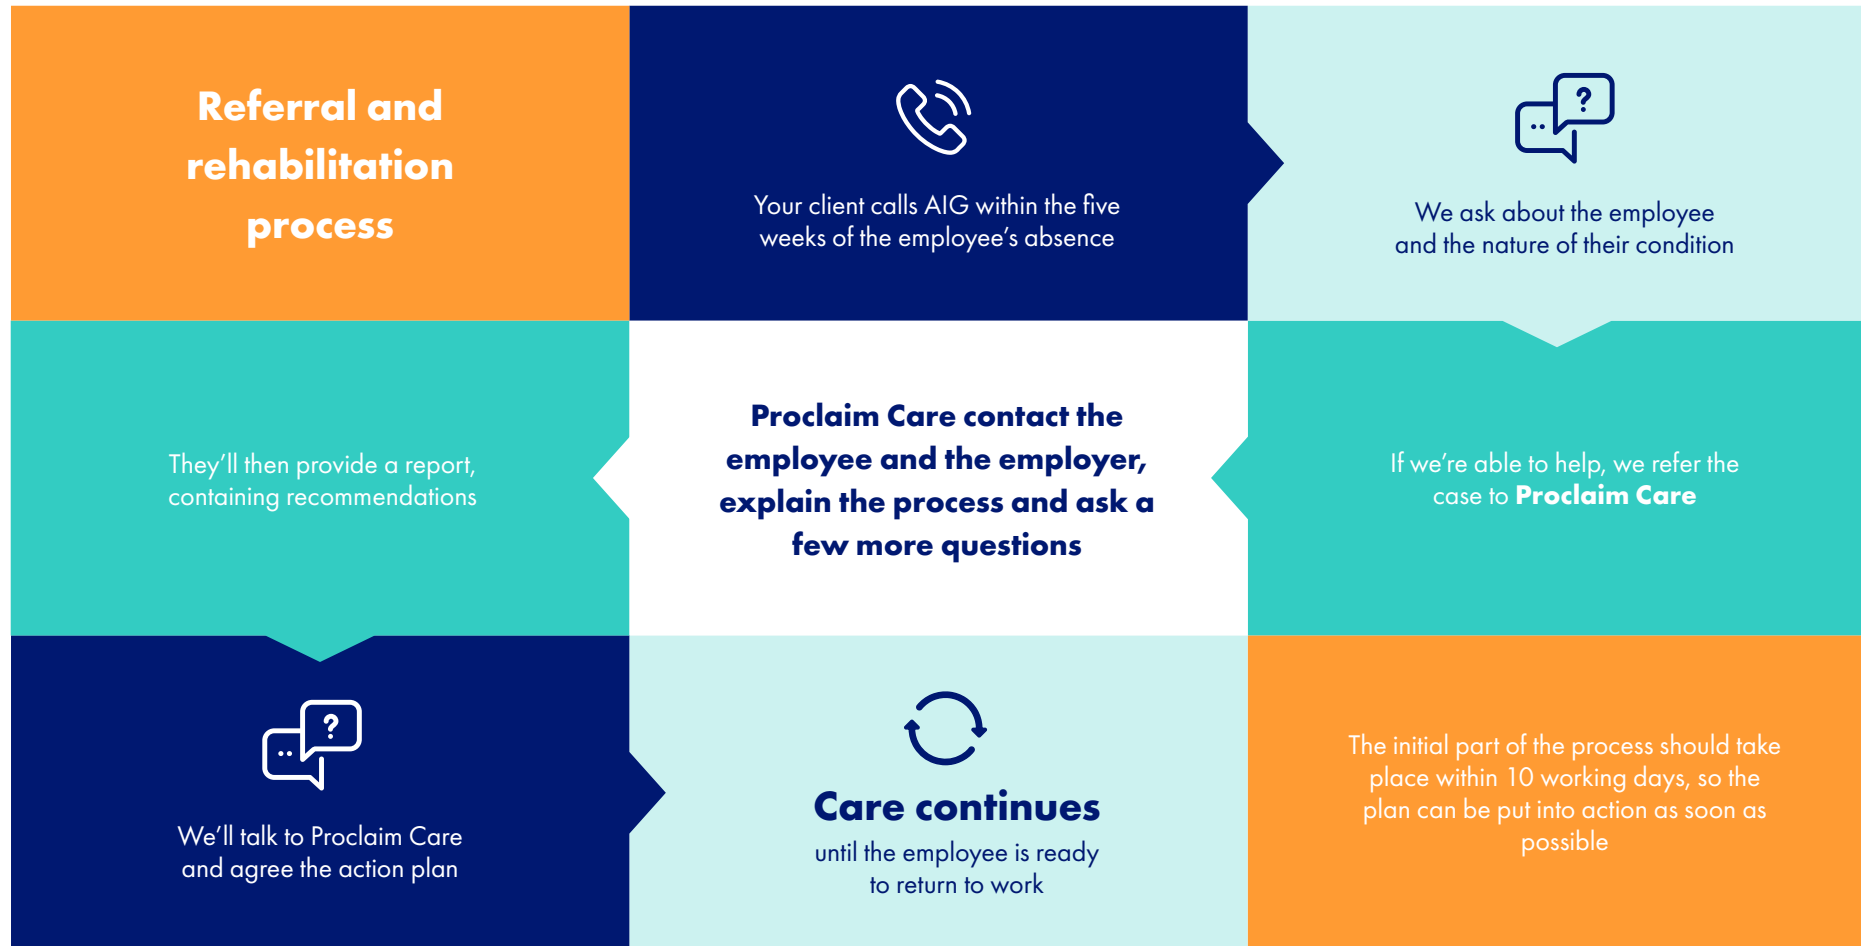 Referral and
rehabilitation
process
Your client calls AIG within the five
weeks of the employee’s absence
?
We ask about the employee
and the nature of their condition
They’ll then provide a report,
containing recommendations
Proclaim Care contact the
employee and the employer,
explain the process and ask a
few more questions
If we’re able to help, we refer the
case to Proclaim Care
?
We’ll talk to Proclaim Care
and agree the action plan
Care continues
until the employee is ready
to return to work
The initial part of the process should take
place within 10 working days, so the
plan can be put into action as soon as
possible